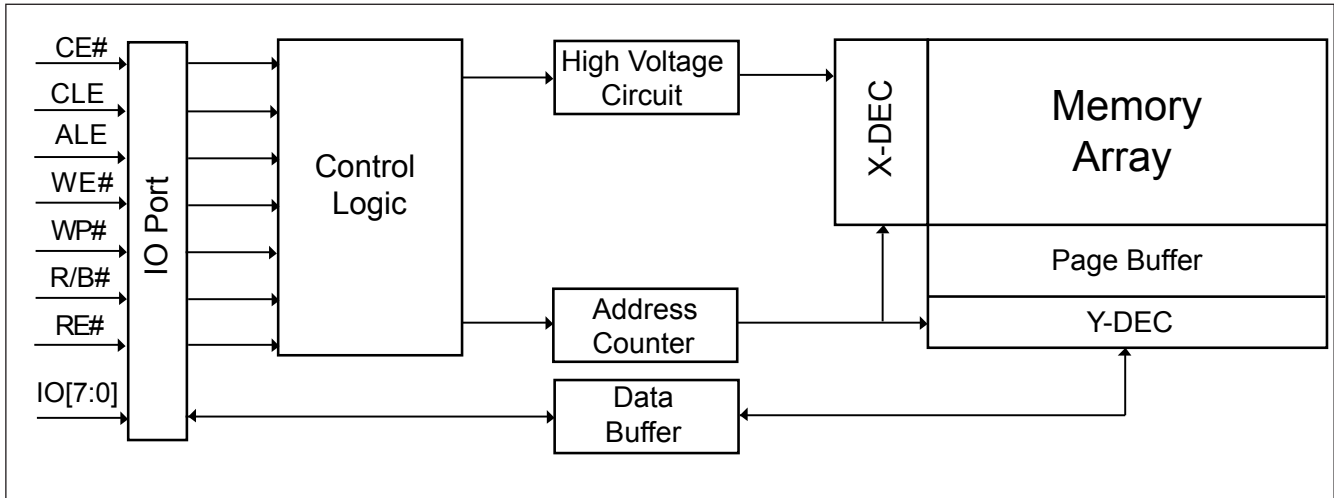 CE#
CLE
ALE
WE#
WP#
R/B#
RE#
IO[7:0]
IO Port
Control
Logic
High Voltage
Circuit
Address
Counter
Data
Buffer
X-DEC
Memory
Array
Page Buffer
Y-DEC